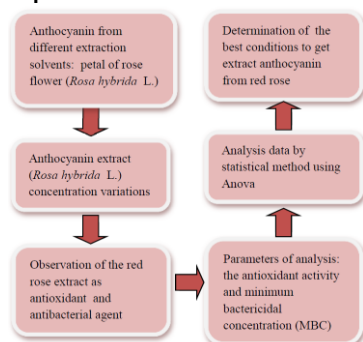 Anthocyanin from
different extraction
solvents: petal of rose
flower (Rosa hybrida L.)
Anthocyanin extract
(Rosa hybrida L.)
concentration variations
Observation of the red
rose extract as
antioxidant and
antibacterial agent
Parameters of analysis:
the antioxidant activity
and minimum
bactericidal
concentration (MBC)
Analysis data by
statistical method using
Anova
Determination of the
best conditions to get
extract anthocyanin
from red rose